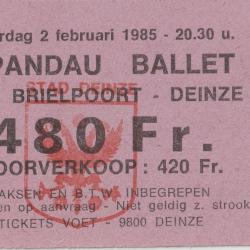 rdag 2 februari 1985 - 20.30 u.
PANDAU BALLET
BRIELPOORT - DEINZE
STAD DEINZE
480 Fr.
OORVERKOOP : 420 Fr.
AKSEN EN B.T.W. INBEGREPEN
en op aanvraag - Niet geldig z. strook
TICKETS VOET - 9800 DEINZE